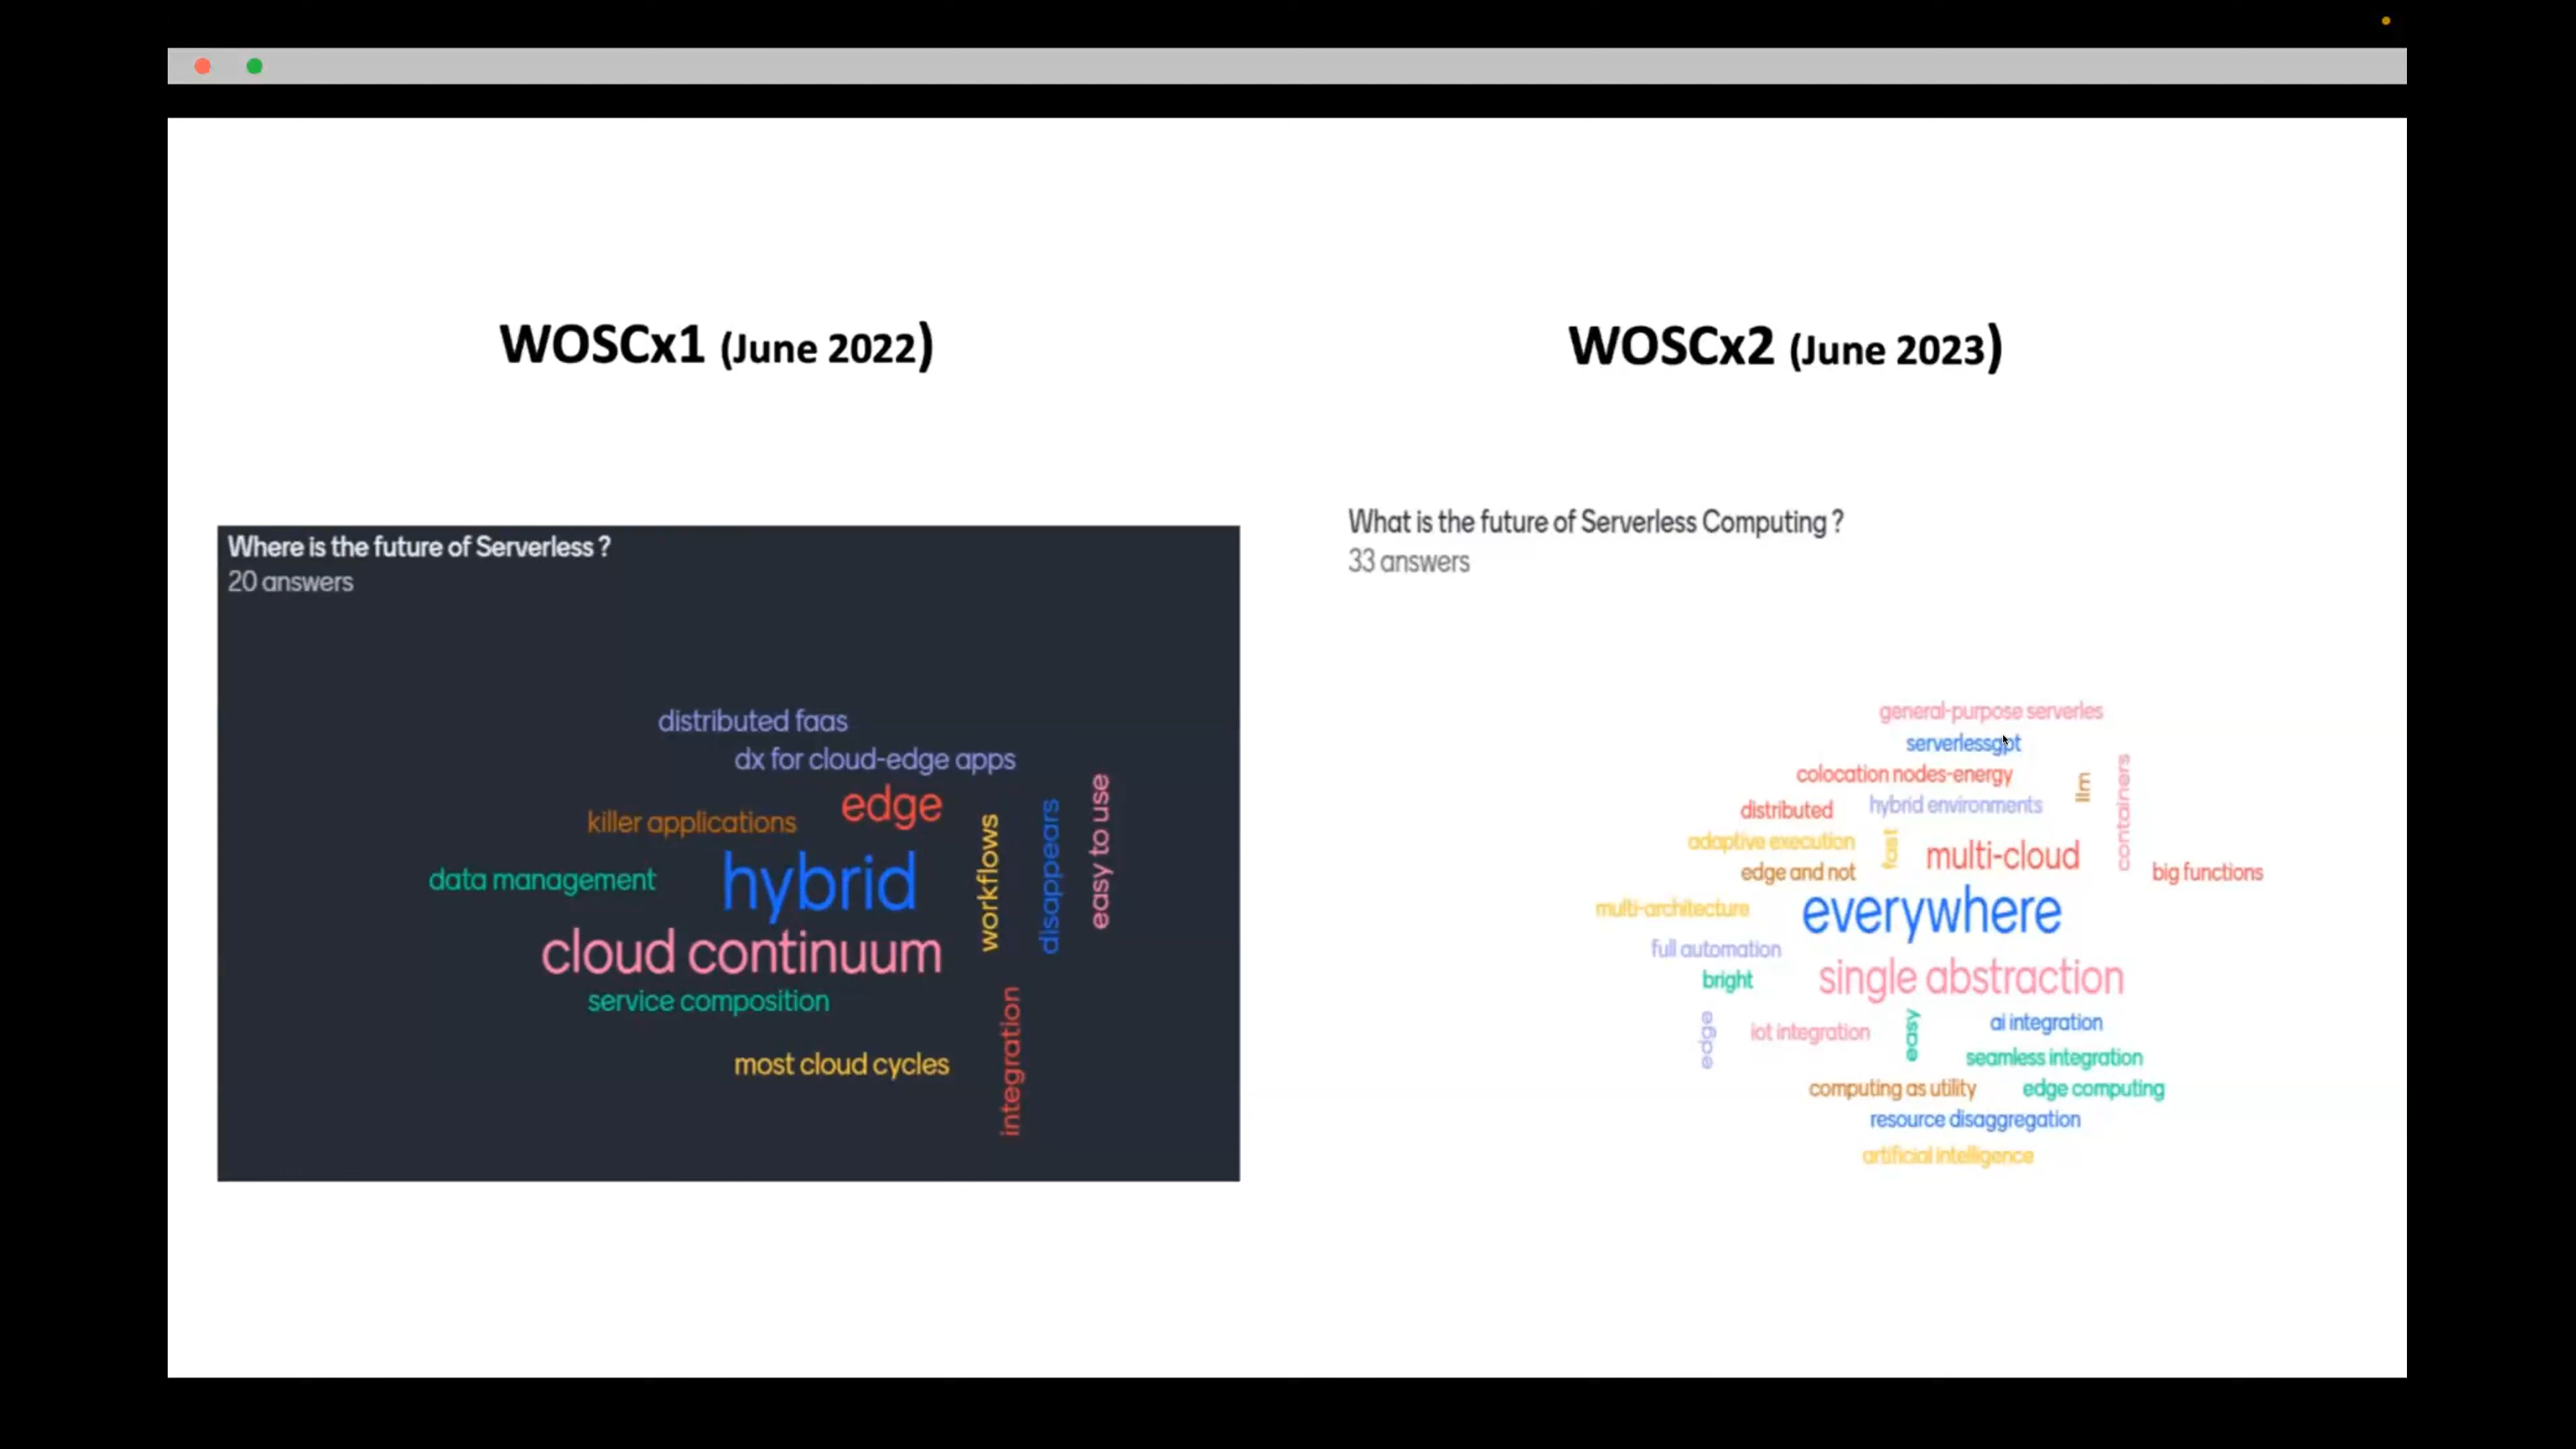 WOSCx1 (June 2022)
Where is the future of Serverless ?
20 answers
distributed faas
dx for cloud-edge apps
edge
killer applications
hybrid
data management
workflows
disappears
easy to use
cloud continuum
service composition
most cloud cycles
integration
WOSCx2 (June 2023)
What is the future of Serverless Computing ?
33 answers
general-purpose serverles
serverlessgpt
colocation nodes-energy
llm
containers
distributed
hybrid environments
adaptive execution
fast
multi-cloud
edge and not
big functions
multi-architecture
everywhere
full automation
bright
single abstraction
edge
iot integration
easy
ai integration
seamless integration
computing as utility
edge computing
resource disaggregation
artificial intelligence